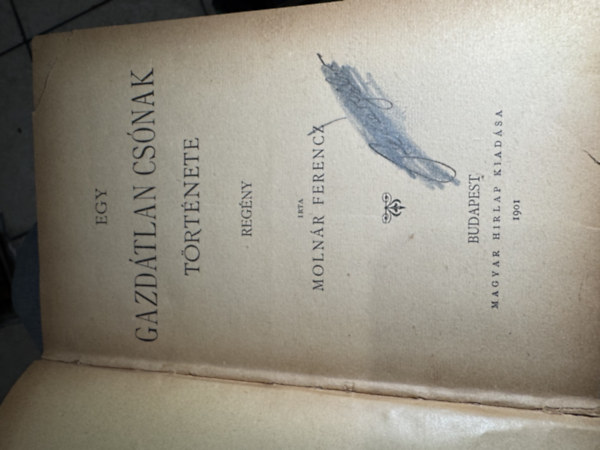 EGY
GAZDÁTLAN CSÓNAK
TÖRTÉNETE
REGÉNY
IRTA
MOLNÁR FERENCZ
BUDAPEST,
MAGYAR HIRLAP KIADÁSA
1901